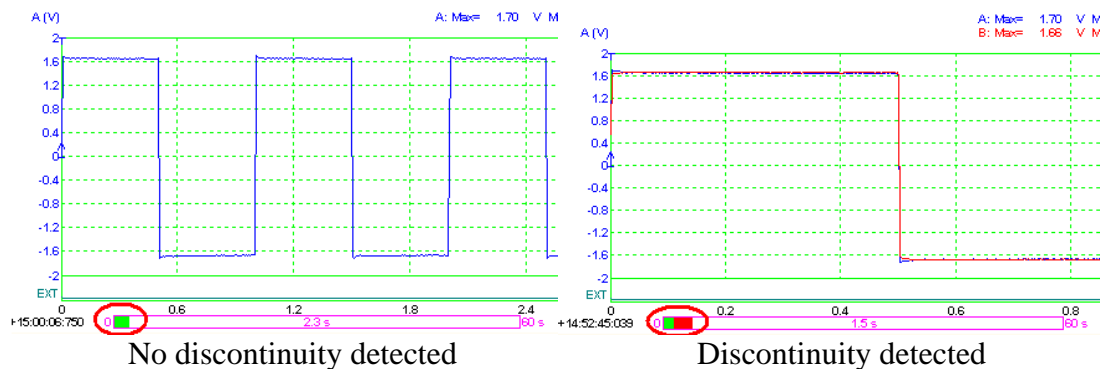 A (V)
A: Max= 1.70 V M
2
1.6
1.2
0.8
0.4
0
-0.4
-0.8
-1.2
-1.6
-2
EXT
0 0.6 1.2 1.8 2.4
+15:00:06:750 0 2.3 s 60 s
No discontinuity detected
A: Max= 1.70 V M
B: Max= 1.66 V M
A (V)
2
1.6
1.2
0.8
0.4
0
-0.4
-0.8
-1.2
-1.6
-2
EXT
0 0.2 0.4 0.6 0.8
+14:52:45:039 0 1.5 s 60 s
Discontinuity detected